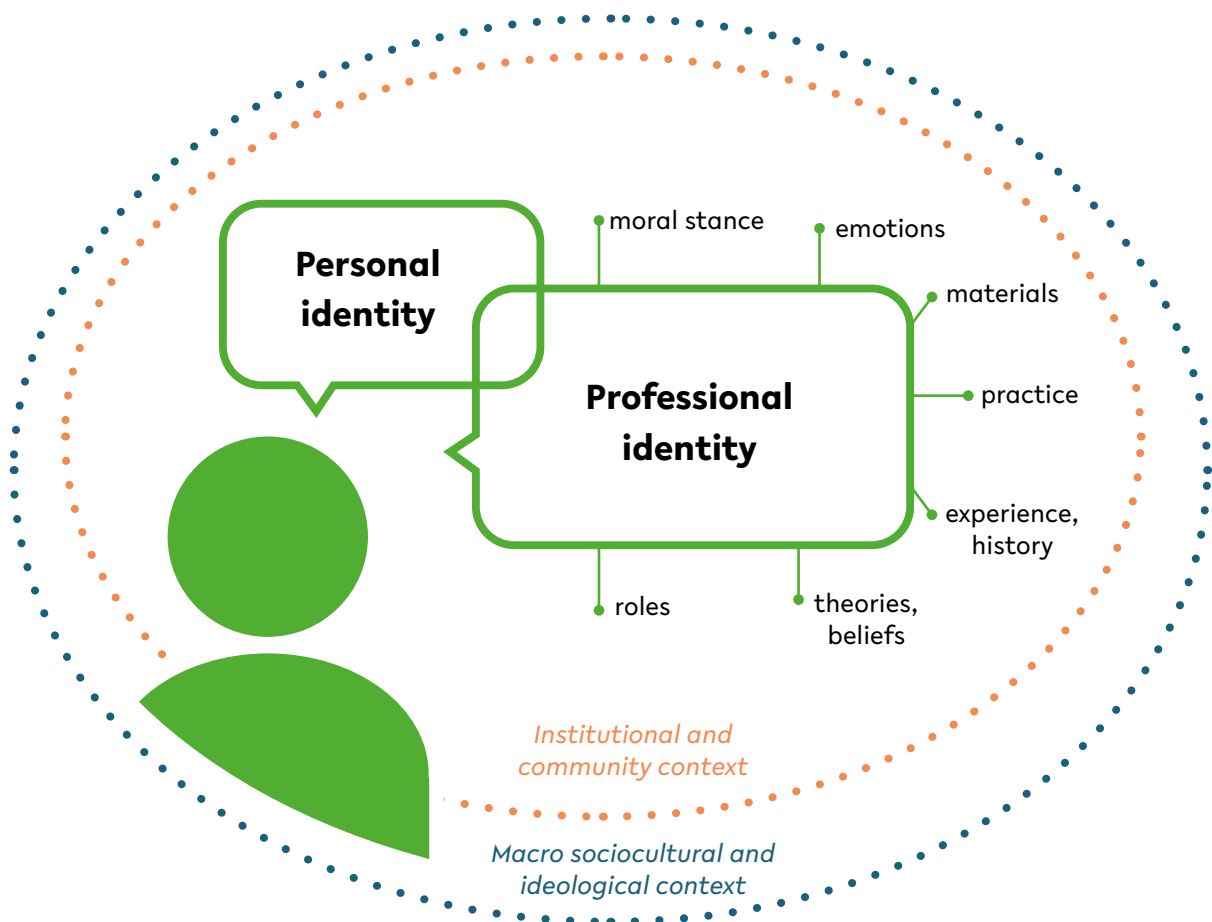 Personal
identity
moral stance
emotions
materials
Professional
identity
practice
experience,
history
roles
theories,
beliefs
Institutional and
community context
Macro sociocultural and
ideological context